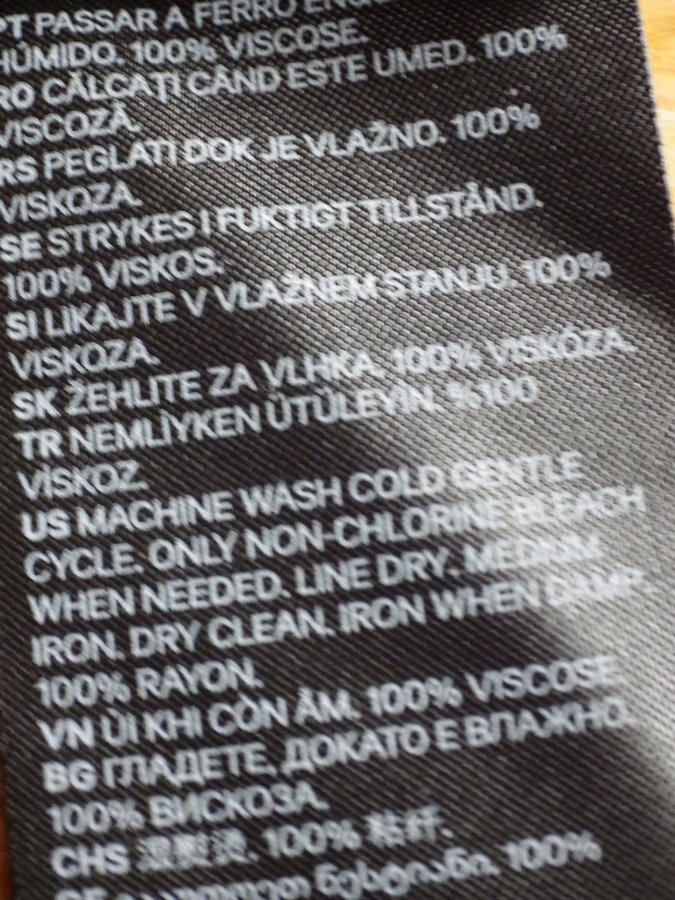 PT PASSAR A FERRO
HÚMIDO. 100% VISCOSE.
RO CĂLCAȚI CÂND ESTE UMED. 100%
VISCOZĂ.
RS PEGLATI DOK JE VLAŽNO. 100%
VISKOZA.
SE STRYKES I FUKTIGT TILLSTÅND.
100% VISKOS.
SI LIKAJTE V VLAŽNEM STANJU. 100%
VISKOZA.
SK ŽEHLITE ZA VLHKA. 100% VISKÓZA.
TR NEMLİYKEN ÜTÜLEYİN. %100
VİSKOZ.
US MACHINE WASH COLD GENTLE
CYCLE. ONLY NON-CHLORINE BLEACH
WHEN NEEDED. LINE DRY. MEDIUM
IRON. DRY CLEAN. IRON WHEN DAMP.
100% RAYON.
VN ỦI KHI CÒN ẨM. 100% VISCOSE
BG ГЛАДЕТЕ, ДОКАТО Е ВЛАЖНО.
100% ВИСКОЗА.
CHS 湿熨烫. 100% 粘纤.
100%